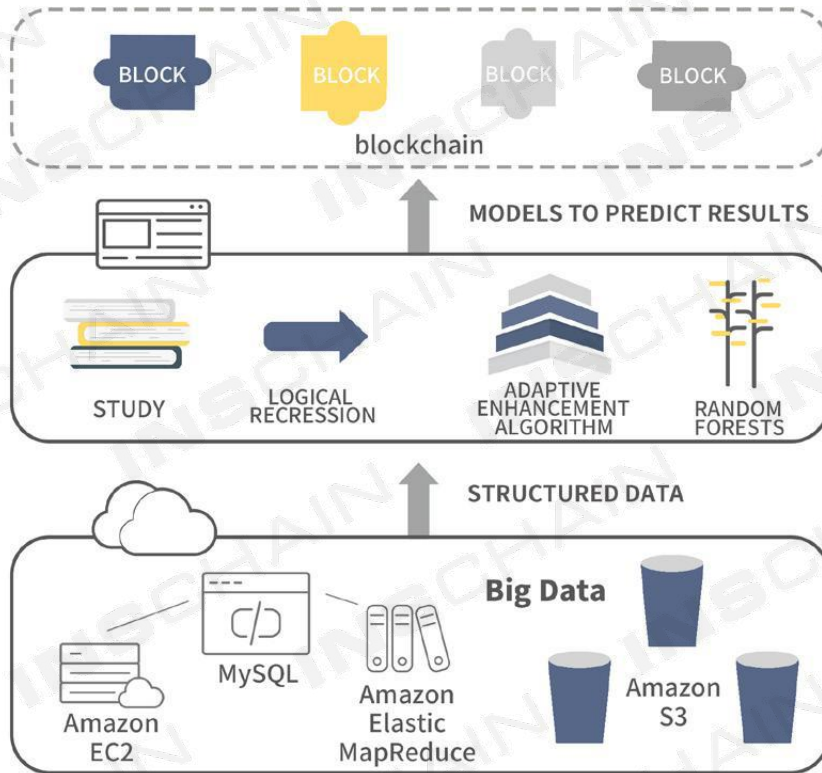 BLOCK
BLOCK
BLOCK
BLOCK
blockchain
MODELS TO PREDICT RESULTS
STUDY
LOGICAL
RECRESSION
ADAPTIVE
ENHANCEMENT
ALGORITHM
RANDOM
FORESTS
STRUCTURED DATA
Big Data
MySQL
Amazon
EC2
Amazon
Elastic
MapReduce
Amazon
S3
INSCHAIN